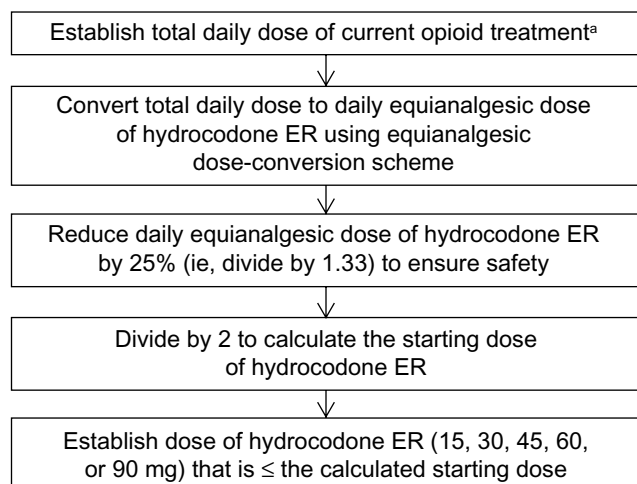 Establish total daily dose of current opioid treatmentᵃ
Convert total daily dose to daily equianalgesic dose
of hydrocodone ER using equianalgesic
dose-conversion scheme
Reduce daily equianalgesic dose of hydrocodone ER
by 25% (ie, divide by 1.33) to ensure safety
Divide by 2 to calculate the starting dose
of hydrocodone ER
Establish dose of hydrocodone ER (15, 30, 45, 60,
or 90 mg) that is ≤ the calculated starting dose